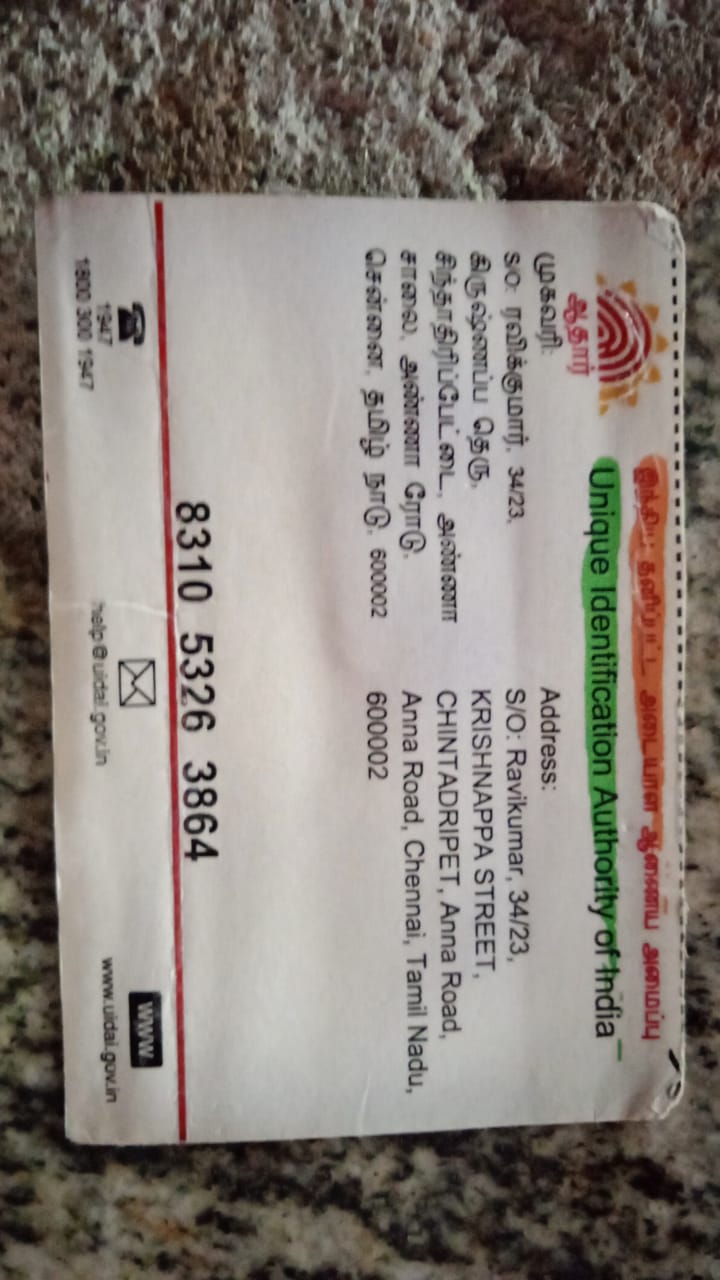 இந்திய தனிப்பட்ட அடையாள ஆணைய அமைப்பு
Unique Identification Authority of India
ஆதார்
முகவரி:
S/O: ரவிக்குமார், 34/23,
கிருஷ்ணப்ப தெரு,
சிந்தாதிரிப்பேட்டை, அண்ணா
சாலை, அண்ணா ரோடு,
சென்னை, தமிழ் நாடு, 600002
Address:
S/O: Ravikumar, 34/23,
KRISHNAPPA STREET,
CHINTADRIPET, Anna Road,
Anna Road, Chennai, Tamil Nadu,
600002
8310 5326 3864
1947
1800 300 1947
help@uidai.gov.in
www
www.uidai.gov.in